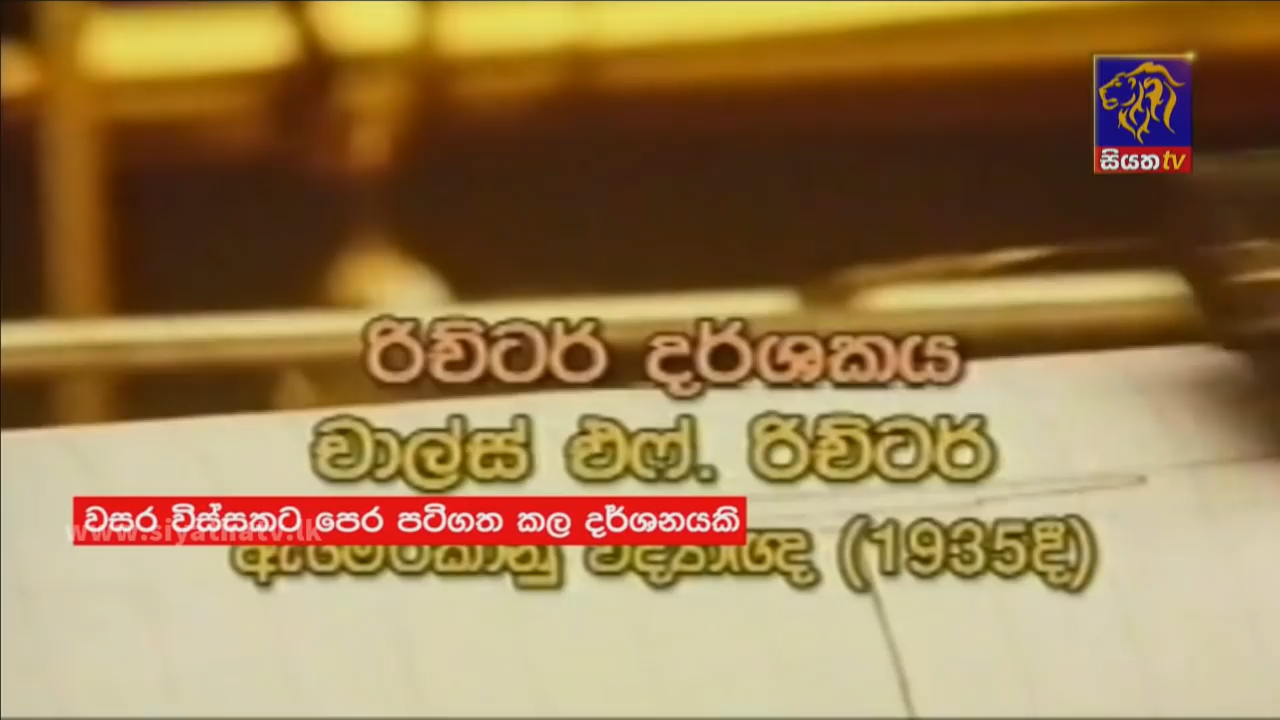 සියත tv
රිච්ටර් දර්ශකය
චාල්ස් එෆ්. රිච්ටර්
වසර විස්සකට පෙර පටිගත කල දර්ශනයකි
www.siyathatv.lk
(1935දී)